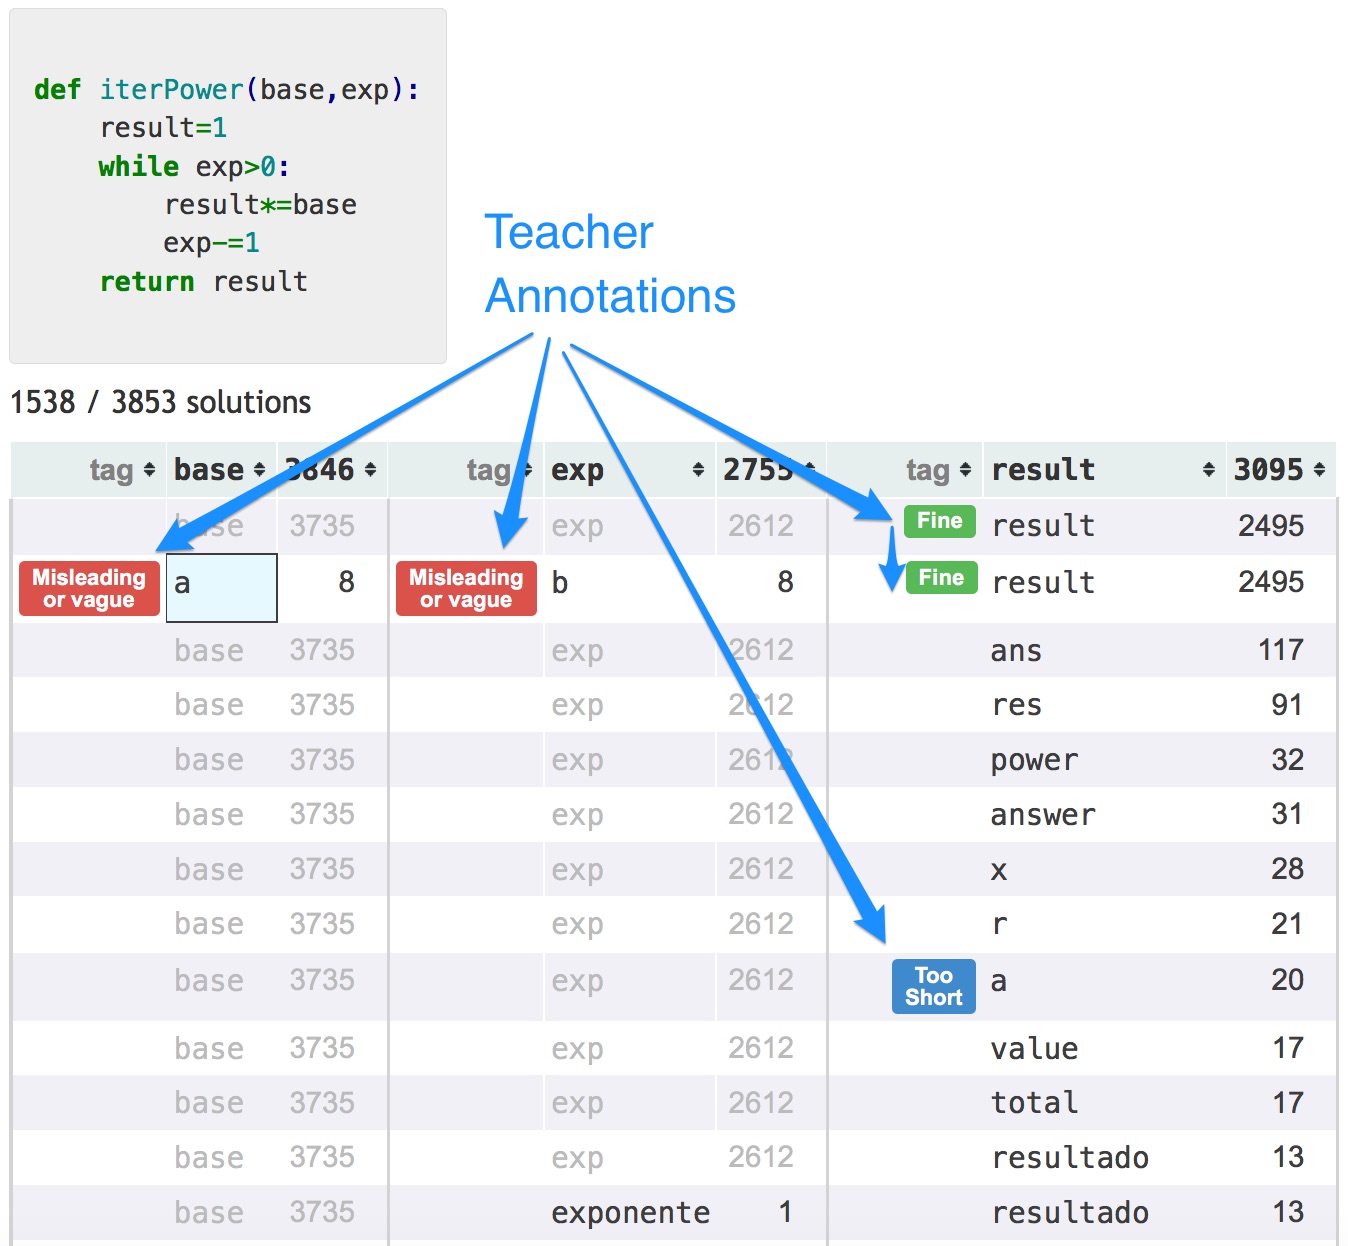 def iterPower(base,exp):
result=1
while exp>0:
result*=base
exp-=1
return result
Teacher
Annotations
1538 / 3853 solutions
tag base 3846 tag exp 2755 tag result 3095
base 3735 exp 2612 Fine result 2495
Misleading or vague a 8 Misleading or vague b 8 Fine result 2495
base 3735 exp 2612 ans 117
base 3735 exp 2612 res 91
base 3735 exp 2612 power 32
base 3735 exp 2612 answer 31
base 3735 exp 2612 x 28
base 3735 exp 2612 r 21
base 3735 exp 2612 Too Short a 20
base 3735 exp 2612 value 17
base 3735 exp 2612 total 17
base 3735 exp 2612 resultado 13
base 3735 exponente 1 resultado 13